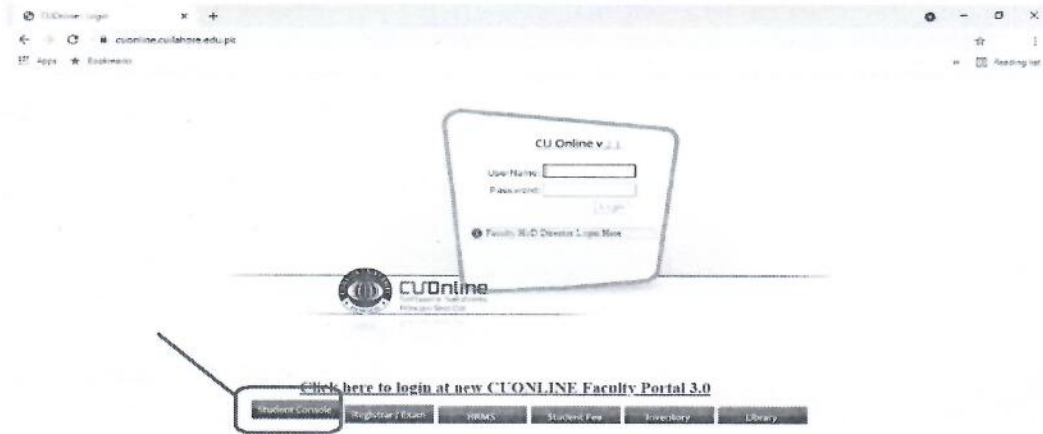 CUOnline Login
cuonline.cuilahore.edu.pk
Apps Bookmarks
Reading list
CU Online v
UserName:
Password:
Login
Faculty HoD Director Login Here
CUOnline
Click here to login at new CUONLINE Faculty Portal 3.0
Student Console Registrar / Exam HRMS Student Fee Inventory Library